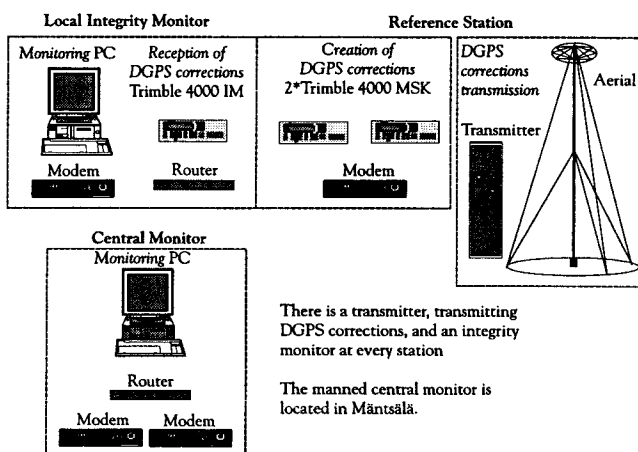 Local Integrity Monitor
Reference Station
Monitoring PC
Reception of
DGPS corrections
Trimble 4000 IM
Modem
Router
Creation of
DGPS corrections
2*Trimble 4000 MSK
Modem
DGPS
corrections
transmission
Aerial
Transmitter
Central Monitor
Monitoring PC
Router
Modem
Modem
There is a transmitter, transmitting
DGPS corrections, and an integrity
monitor at every station
The manned central monitor is
located in Mäntsälä.